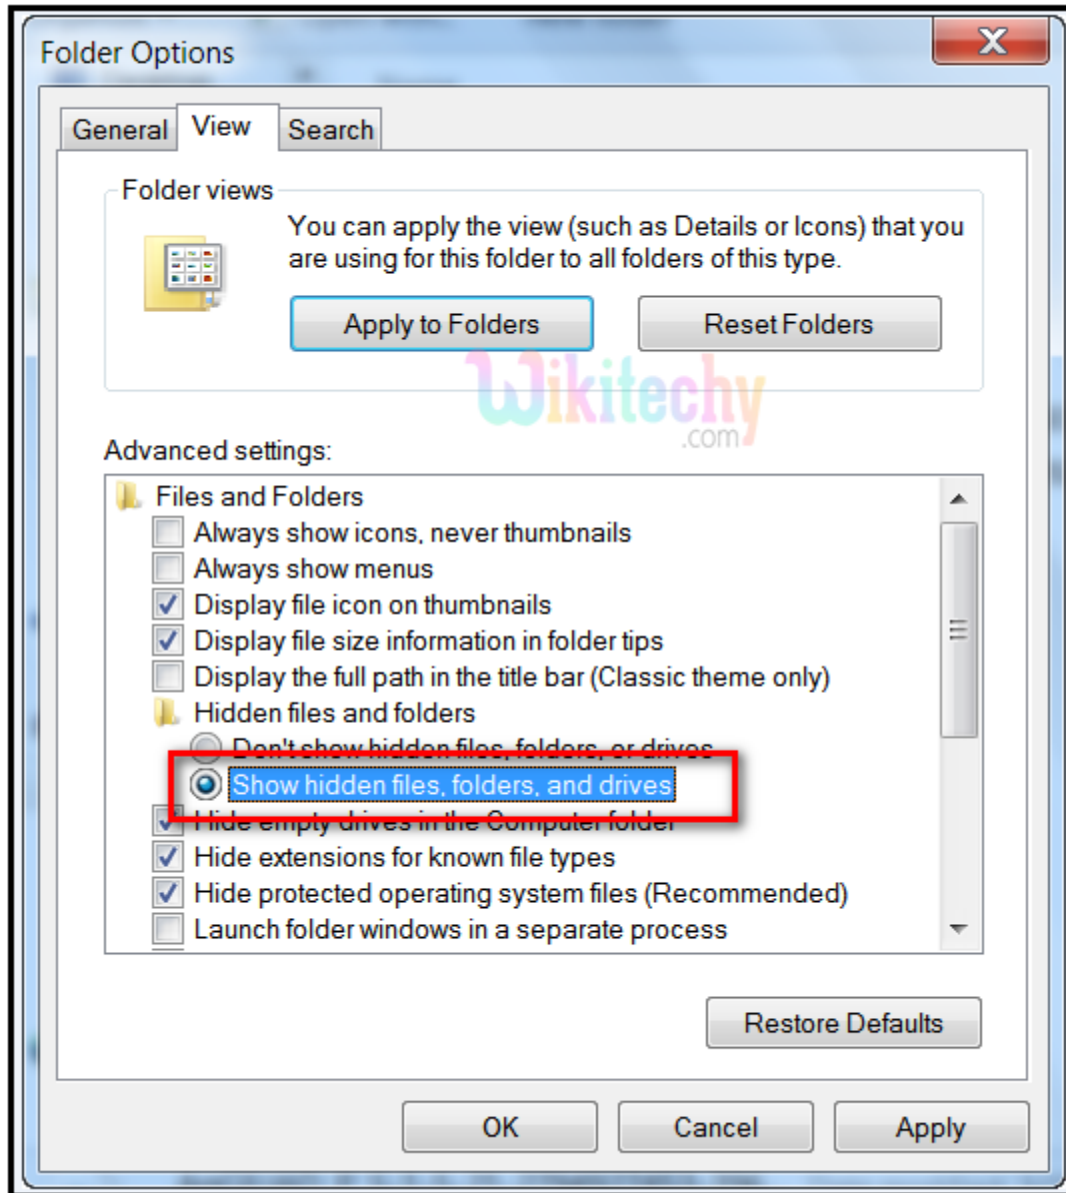 Folder Options
General View Search
Folder views
You can apply the view (such as Details or Icons) that you
are using for this folder to all folders of this type.
Apply to Folders Reset Folders
Wikitechy
.com
Advanced settings:
Files and Folders
Always show icons, never thumbnails
Always show menus
Display file icon on thumbnails
Display file size information in folder tips
Display the full path in the title bar (Classic theme only)
Hidden files and folders
Don't show hidden files, folders, or drives
Show hidden files, folders, and drives
Hide empty drives in the Computer folder
Hide extensions for known file types
Hide protected operating system files (Recommended)
Launch folder windows in a separate process
Restore Defaults
OK Cancel Apply